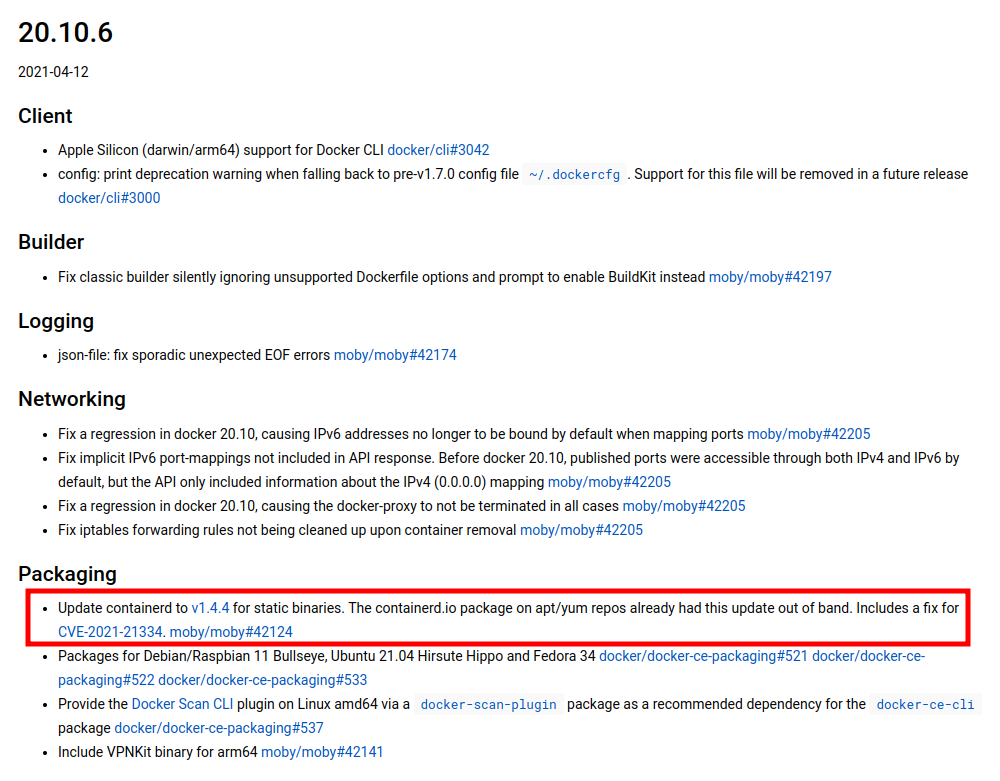 20.10.6
2021-04-12
Client
• Apple Silicon (darwin/arm64) support for Docker CLI docker/cli#3042
• config: print deprecation warning when falling back to pre-v1.7.0 config file ~/.dockercfg . Support for this file will be removed in a future release
docker/cli#3000
Builder
• Fix classic builder silently ignoring unsupported Dockerfile options and prompt to enable BuildKit instead moby/moby#42197
Logging
• json-file: fix sporadic unexpected EOF errors moby/moby#42174
Networking
• Fix a regression in docker 20.10, causing IPv6 addresses no longer to be bound by default when mapping ports moby/moby#42205
• Fix implicit IPv6 port-mappings not included in API response. Before docker 20.10, published ports were accessible through both IPv4 and IPv6 by
default, but the API only included information about the IPv4 (0.0.0.0) mapping moby/moby#42205
• Fix a regression in docker 20.10, causing the docker-proxy to not be terminated in all cases moby/moby#42205
• Fix iptables forwarding rules not being cleaned up upon container removal moby/moby#42205
Packaging
• Update containerd to v1.4.4 for static binaries. The containerd.io package on apt/yum repos already had this update out of band. Includes a fix for
CVE-2021-21334. moby/moby#42124
• Packages for Debian/Raspbian 11 Bullseye, Ubuntu 21.04 Hirsute Hippo and Fedora 34 docker/docker-ce-packaging#521 docker/docker-ce-
packaging#522 docker/docker-ce-packaging#533
• Provide the Docker Scan CLI plugin on Linux amd64 via a docker-scan-plugin package as a recommended dependency for the docker-ce-cli
package docker/docker-ce-packaging#537
• Include VPNKit binary for arm64 moby/moby#42141